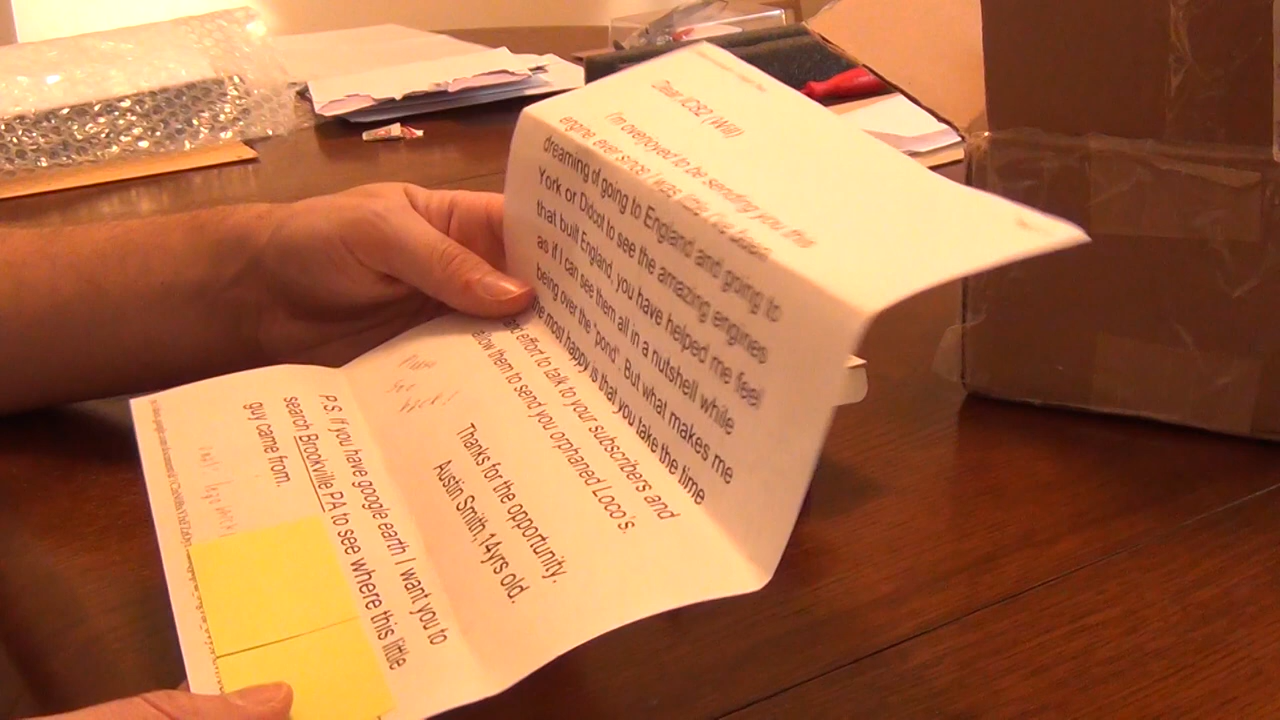 Dear ICS2 (Will)
I'm overjoyed to be sending you this
engine, ever since I was little I've been
dreaming of going to England and going to
York or Didcot to see the amazing engines
that built England, you have helped me feel
as if I can see them all in a nutshell while
being over the "pond". But what makes me
the most happy is that you take the time
and effort to talk to your subscribers and
allow them to send you orphaned Loco's.
Thanks for the opportunity.
Austin Smith, 14yrs old.
P.S. If you have google earth I want you to
search Brookville PA to see where this little
guy came from.